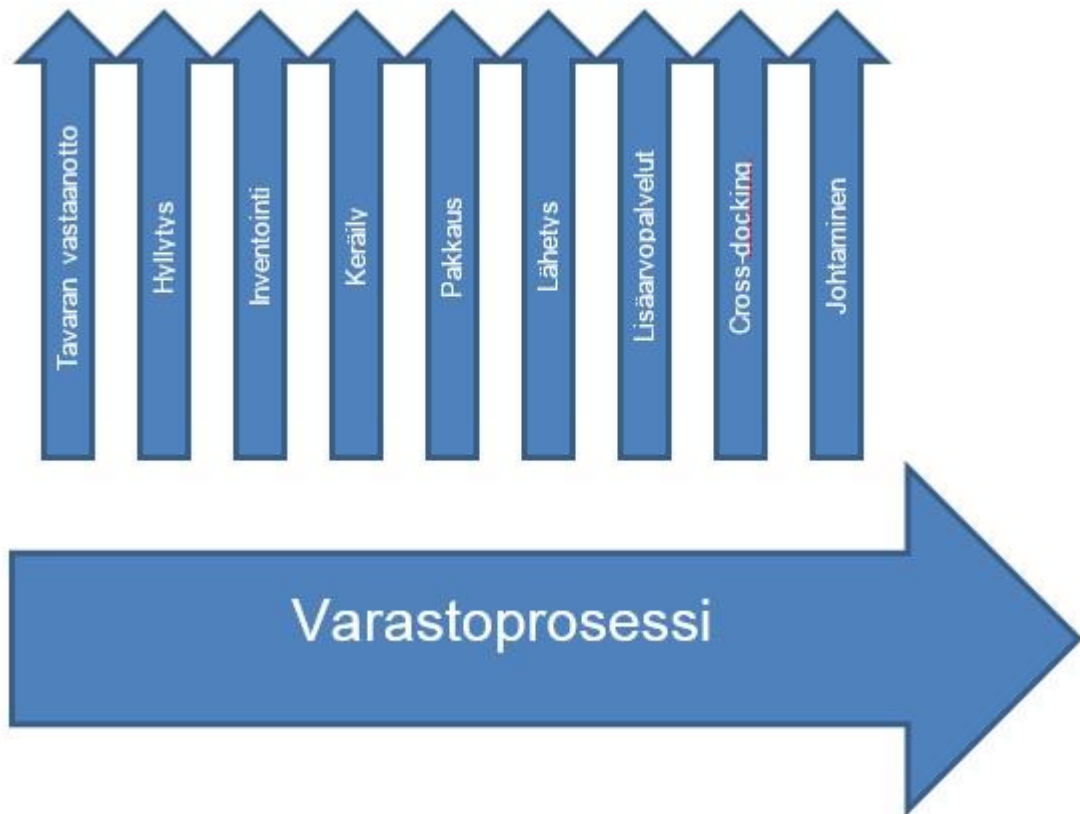 Tavaran vastaanotto
Hyllytys
Inventointi
Keräily
Pakkaus
Lähetys
Lisäarvopalvelut
Cross-docking
Johtaminen
Varastoprosessi